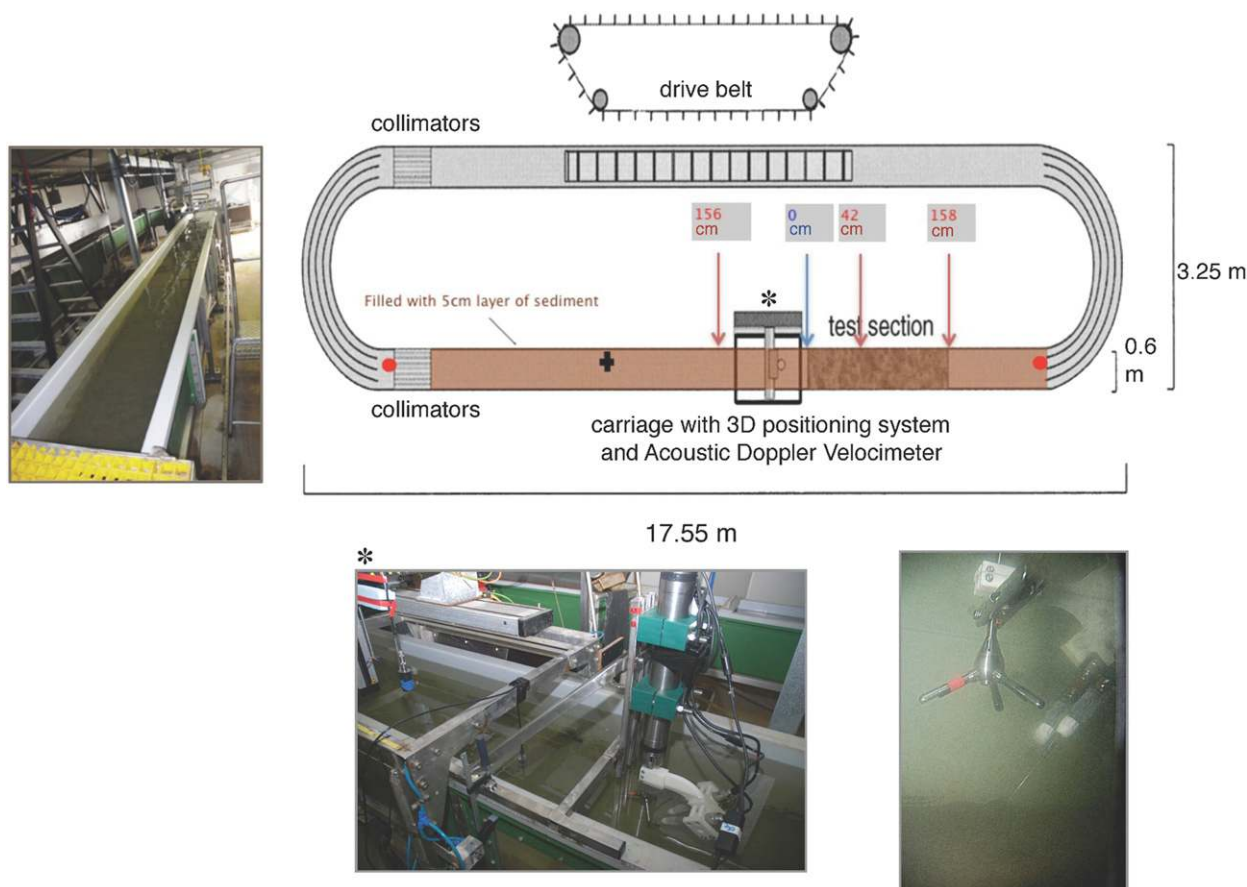 drive belt
collimators
156
cm
0
cm
42
cm
158
cm
3.25 m
Filled with 5cm layer of sediment
*
test section
0.6
m
collimators
carriage with 3D positioning system
and Acoustic Doppler Velocimeter
17.55 m
*